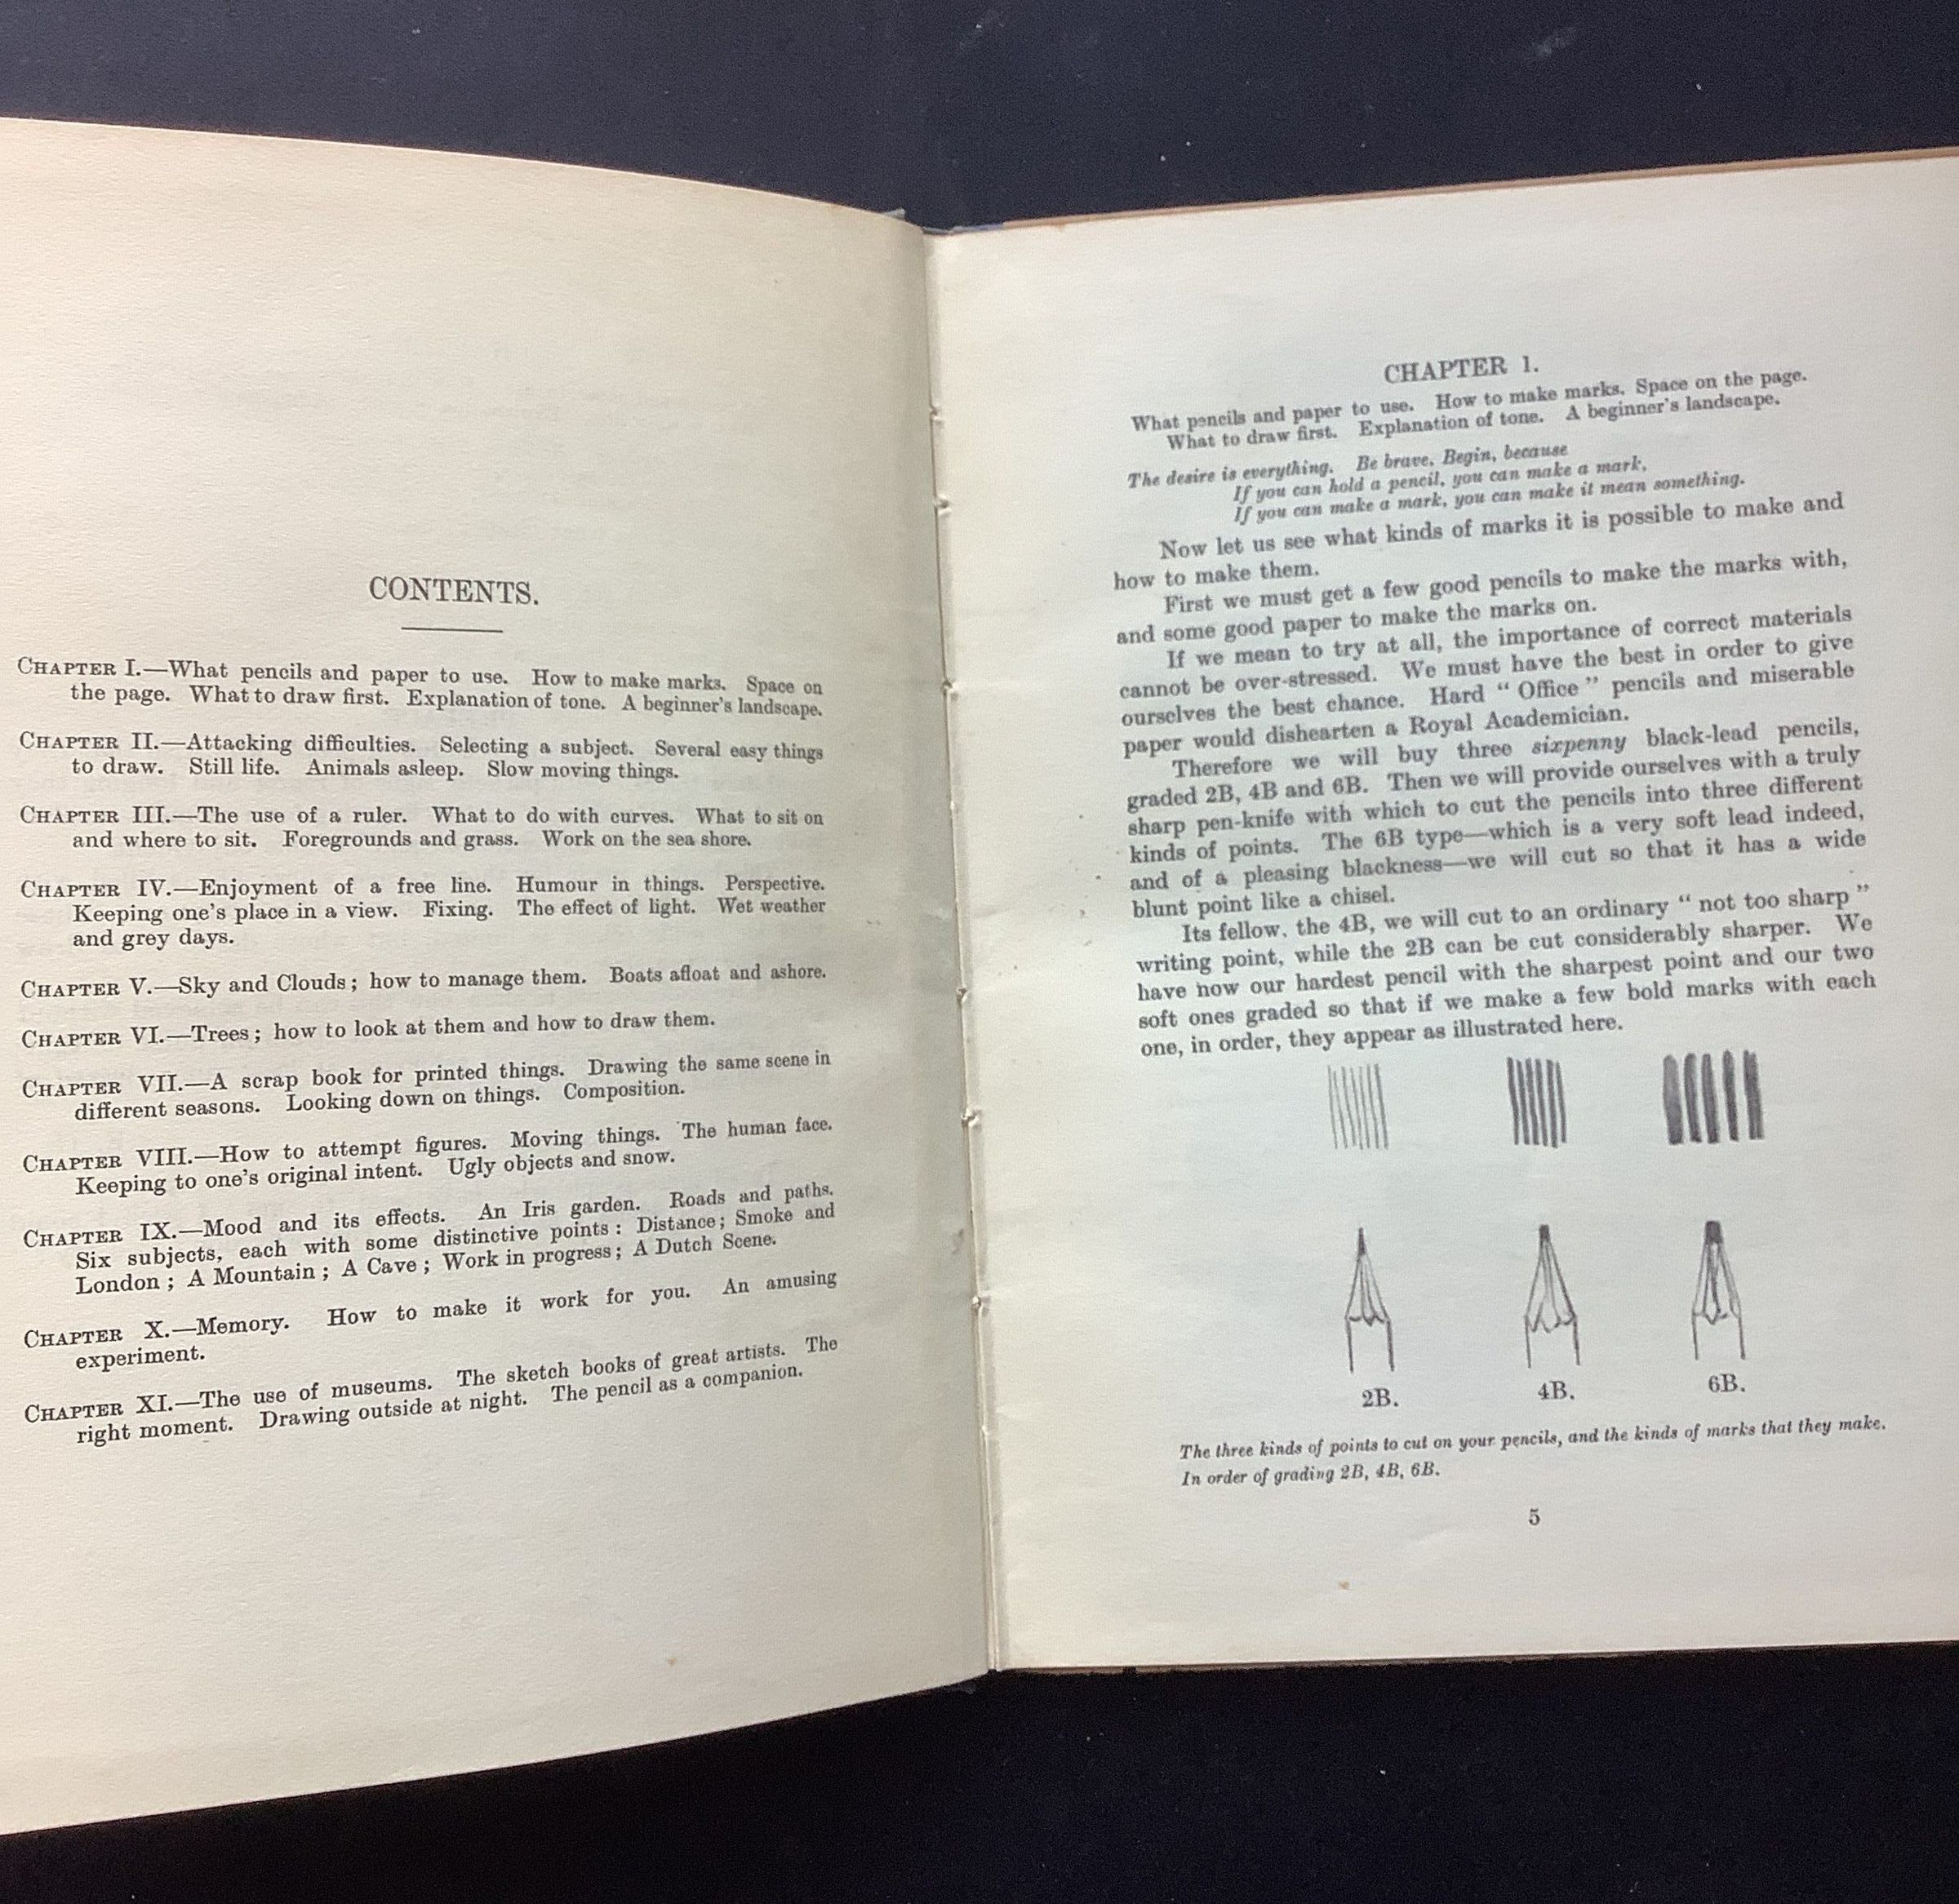 CONTENTS.
CHAPTER I.—What pencils and paper to use. How to make marks. Space on
the page. What to draw first. Explanation of tone. A beginner's landscape.
CHAPTER II.—Attacking difficulties. Selecting a subject. Several easy things
to draw. Still life. Animals asleep. Slow moving things.
CHAPTER III.—The use of a ruler. What to do with curves. What to sit on
and where to sit. Foregrounds and grass. Work on the sea shore.
CHAPTER IV.—Enjoyment of a free line. Humour in things. Perspective.
Keeping one's place in a view. Fixing. The effect of light. Wet weather
and grey days.
CHAPTER V.—Sky and Clouds; how to manage them. Boats afloat and ashore.
CHAPTER VI.—Trees; how to look at them and how to draw them.
CHAPTER VII.—A scrap book for printed things. Drawing the same scene in
different seasons. Looking down on things. Composition.
CHAPTER VIII.—How to attempt figures. Moving things. The human face.
Keeping to one's original intent. Ugly objects and snow.
CHAPTER IX.—Mood and its effects. An Iris garden. Roads and paths.
Six subjects, each with some distinctive points: Distance; Smoke and
London; A Mountain; A Cave; Work in progress; A Dutch Scene.
CHAPTER X.—Memory. How to make it work for you. An amusing
experiment.
CHAPTER XI.—The use of museums. The sketch books of great artists. The
right moment. Drawing outside at night. The pencil as a companion.
CHAPTER 1.
What pencils and paper to use. How to make marks. Space on the page.
What to draw first. Explanation of tone. A beginner's landscape.
The desire is everything. Be brave. Begin, because
If you can hold a pencil, you can make a mark,
If you can make a mark, you can make it mean something.
Now let us see what kinds of marks it is possible to make and
how to make them.
First we must get a few good pencils to make the marks with,
and some good paper to make the marks on.
If we mean to try at all, the importance of correct materials
cannot be over-stressed. We must have the best in order to give
ourselves the best chance. Hard "Office" pencils and miserable
paper would dishearten a Royal Academician.
Therefore we will buy three sixpenny black-lead pencils,
graded 2B, 4B and 6B. Then we will provide ourselves with a truly
sharp pen-knife with which to cut the pencils into three different
kinds of points. The 6B type—which is a very soft lead indeed,
and of a pleasing blackness—we will cut so that it has a wide
blunt point like a chisel.
Its fellow, the 4B, we will cut to an ordinary "not too sharp"
writing point, while the 2B can be cut considerably sharper. We
have now our hardest pencil with the sharpest point and our two
soft ones graded so that if we make a few bold marks with each
one, in order, they appear as illustrated here.
2B. 4B. 6B.
The three kinds of points to cut on your pencils, and the kinds of marks that they make.
In order of grading 2B, 4B, 6B.
5